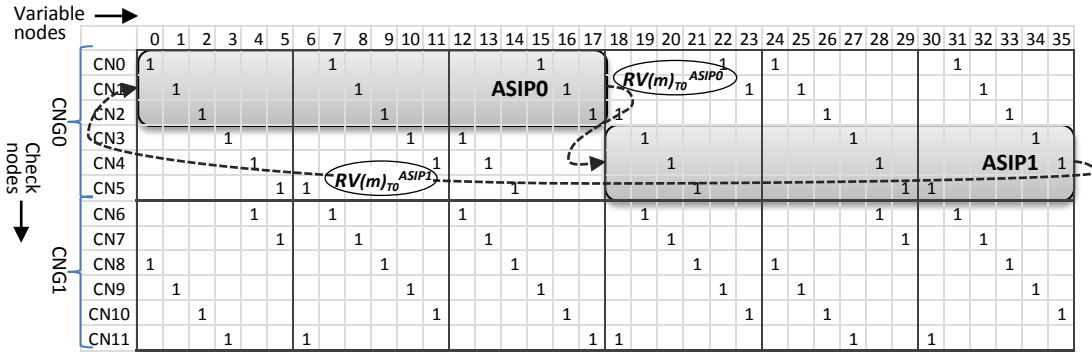 Variable nodes
0 1 2 3 4 5 6 7 8 9 10 11 12 13 14 15 16 17 18 19 20 21 22 23 24 25 26 27 28 29 30 31 32 33 34 35
CN0 1 1 1 1 1 1
CN1 1 1 ASIP0 1 1 1 1
CN2 1 1 1 1 1 1
CN3 1 1 1 1 1 1
CN4 1 1 1 1 1 ASIP1 1
CN5 1 1 1 1 1 1
CN6 1 1 1 1 1 1
CN7 1 1 1 1 1 1
CN8 1 1 1 1 1 1
CN9 1 1 1 1 1 1
CN10 1 1 1 1 1 1
CN11 1 1 1 1 1 1
RV(m)T0 ASIP0
RV(m)T0 ASIP1
CNG0
CNG1
Check nodes